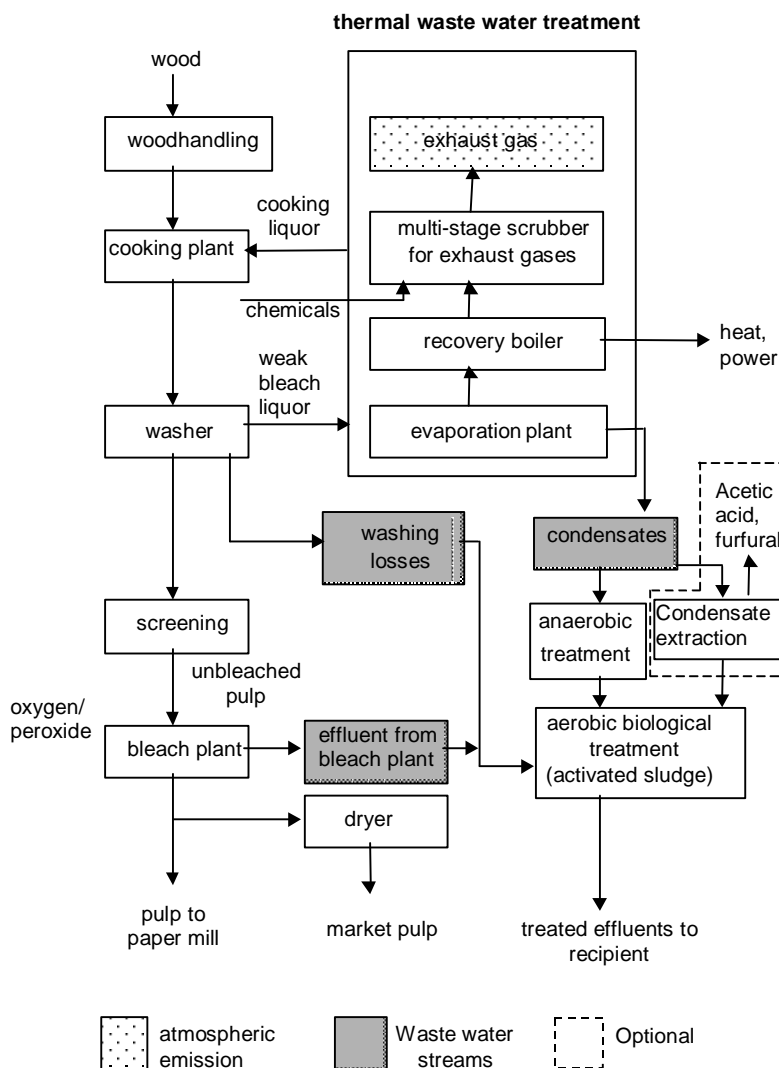 thermal waste water treatment
wood
woodhandling
exhaust gas
cooking
liquor
cooking plant
multi-stage scrubber
for exhaust gases
chemicals
recovery boiler
heat,
power
weak
bleach
liquor
washer
evaporation plant
Acetic
acid,
furfural
washing
losses
condensates
screening
anaerobic
treatment
Condensate
extraction
unbleached
pulp
oxygen/
peroxide
bleach plant
effluent from
bleach plant
aerobic biological
treatment
(activated sludge)
dryer
pulp to
paper mill
market pulp
treated effluents to
recipient
atmospheric
emission
Waste water
streams
Optional